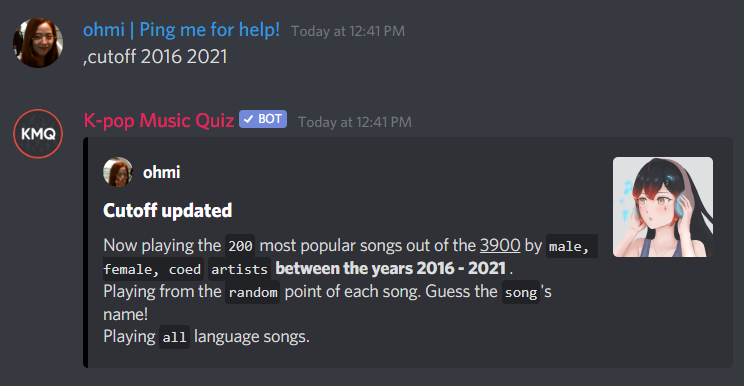 ohmi | Ping me for help! Today at 12:41 PM
,cutoff 2016 2021
KMQ K-pop Music Quiz ✓ BOT Today at 12:41 PM
ohmi
Cutoff updated
Now playing the 200 most popular songs out of the 3900 by male,
female, coed artists between the years 2016 - 2021 .
Playing from the random point of each song. Guess the song's
name!
Playing all language songs.